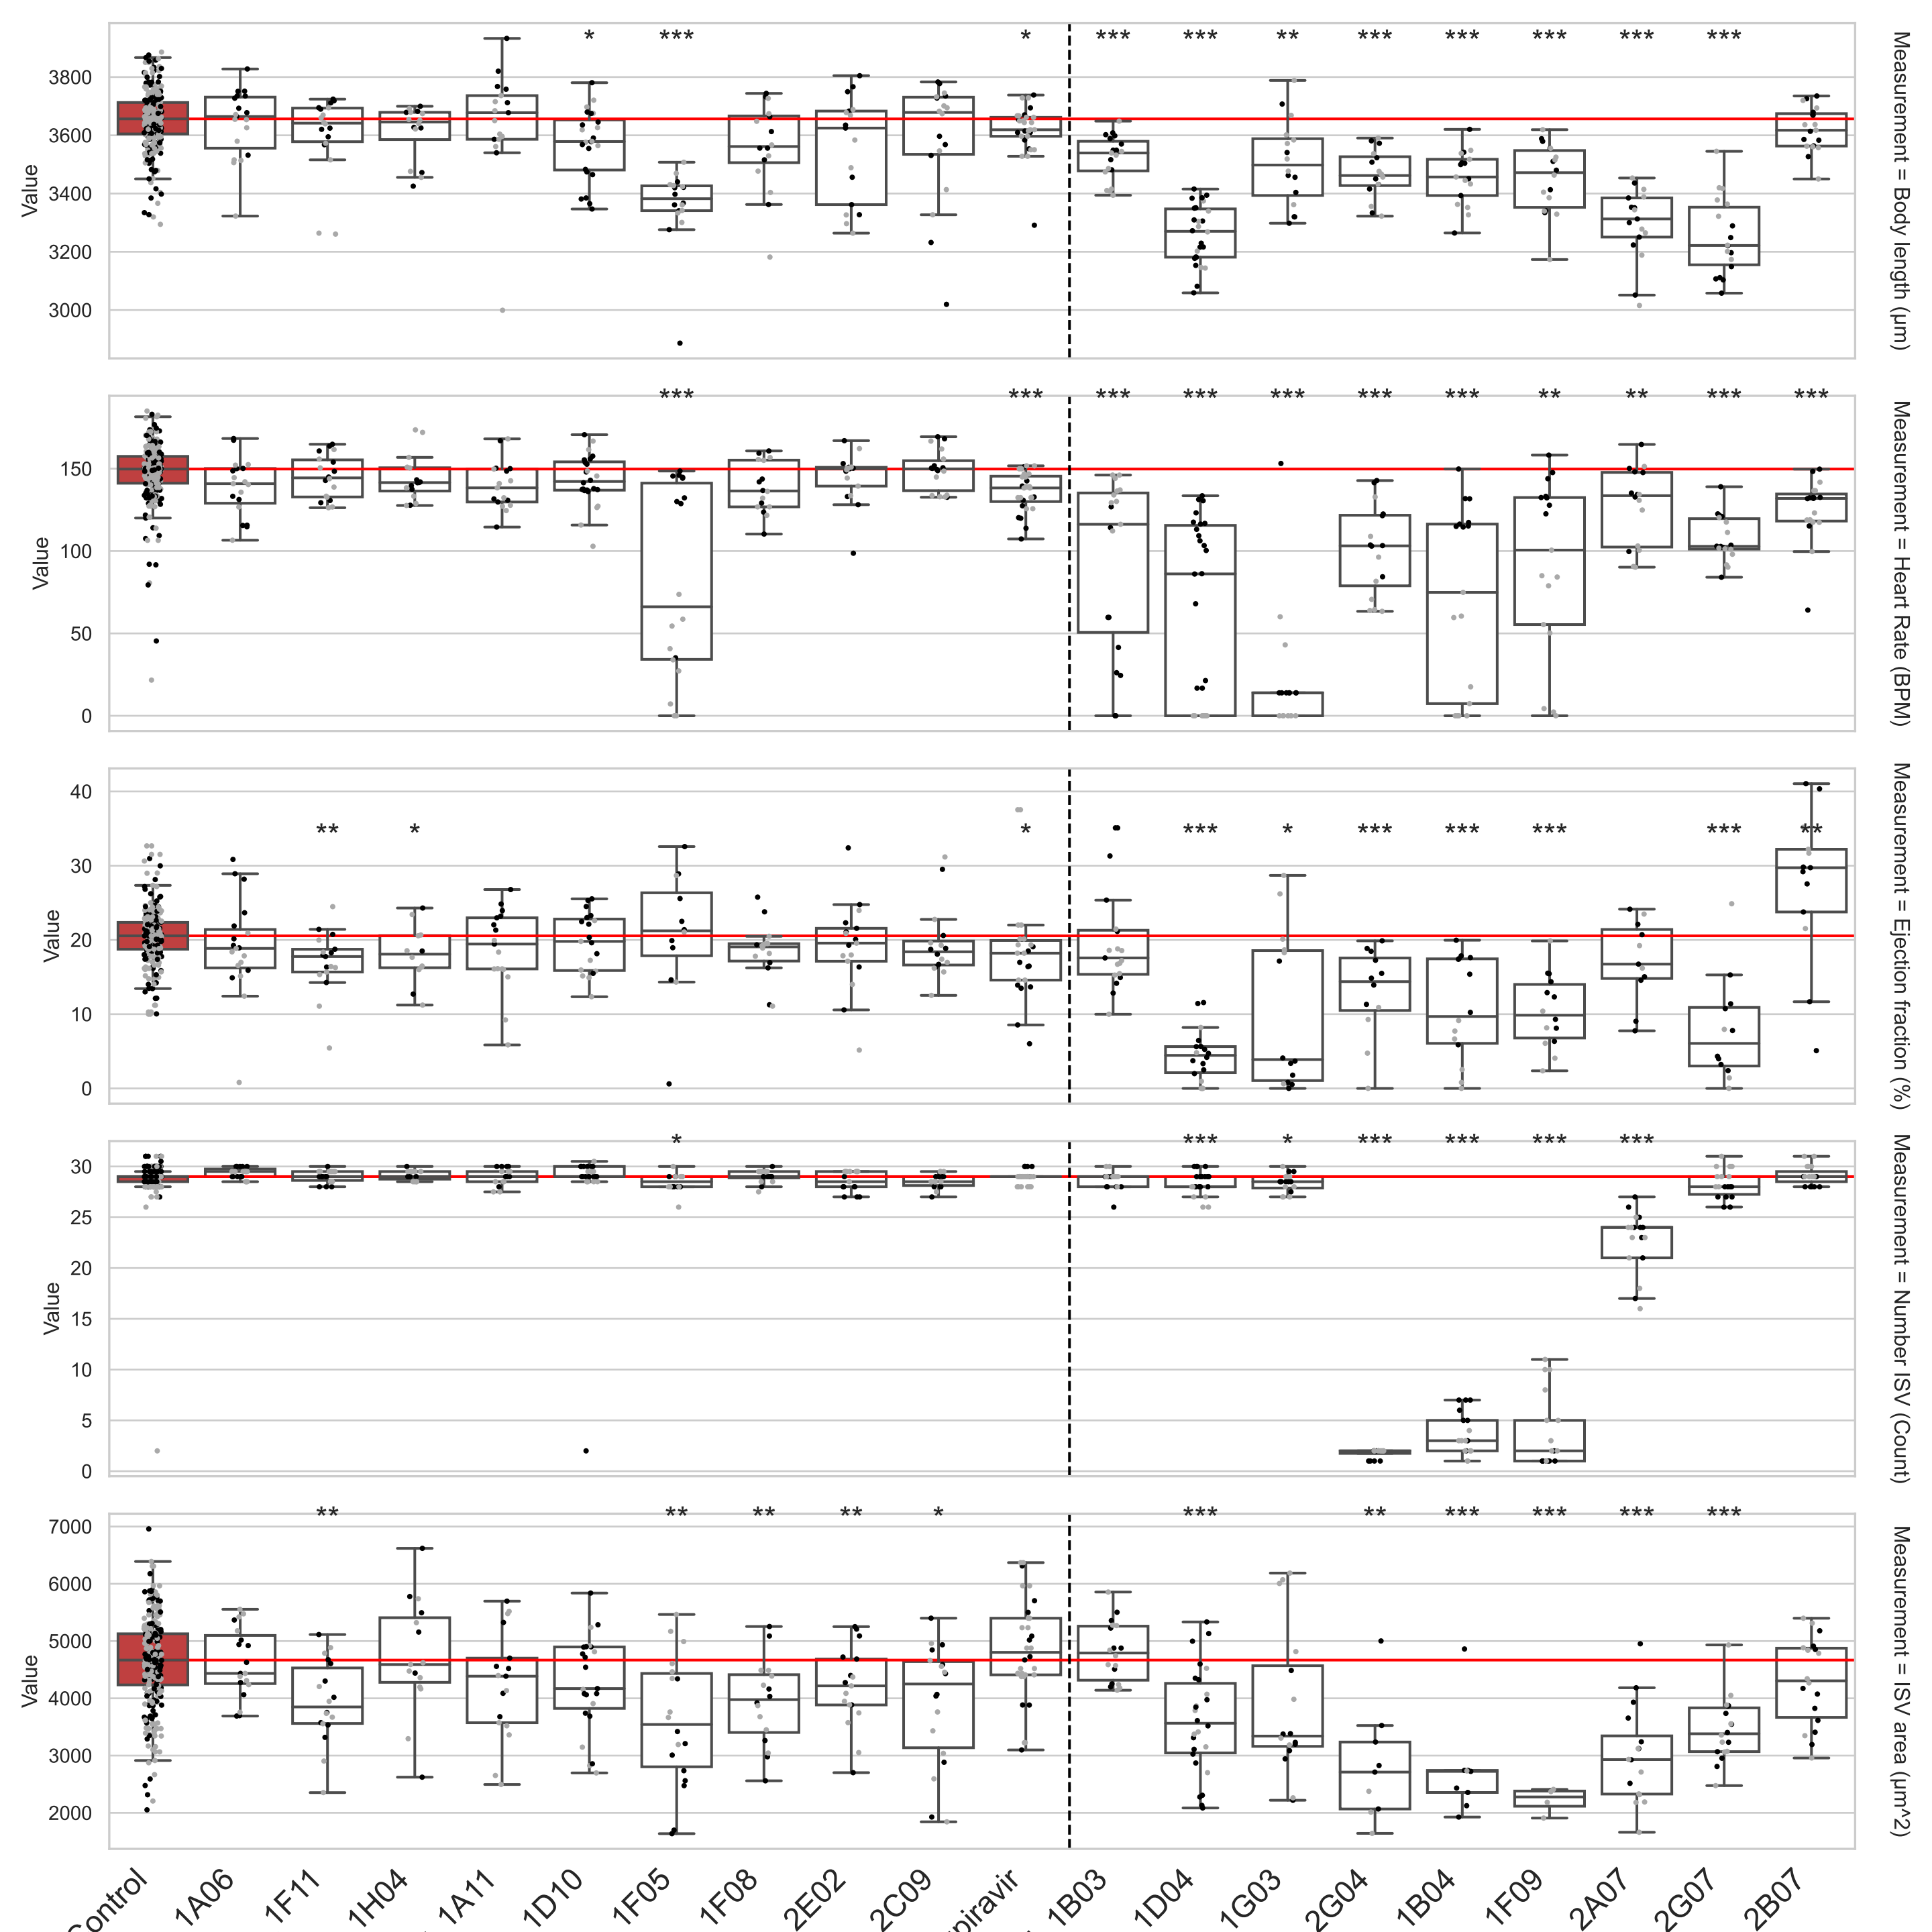 * *** * *** *** ** *** *** *** *** ***
3800
3600
3400
3200
3000
Value
Measurement = Body length (μm)
*** *** *** *** *** *** *** ** ** *** ***
150
100
50
0
Value
Measurement = Heart Rate (BPM)
** * * *** * *** *** *** *** **
40
30
20
10
0
Value
Measurement = Ejection fraction (%)
* *** * *** *** *** ***
30
25
20
15
10
5
0
Value
Measurement = Number ISV (Count)
** ** ** ** * *** ** *** *** *** ***
7000
6000
5000
4000
3000
2000
Value
Measurement = ISV area (μm^2)
Control 1A06 1F11 1H04 1A11 1D10 1F05 1F08 2E02 2C09 piravir 1B03 1D04 1G03 2G04 1B04 1F09 2A07 2G07 2B07